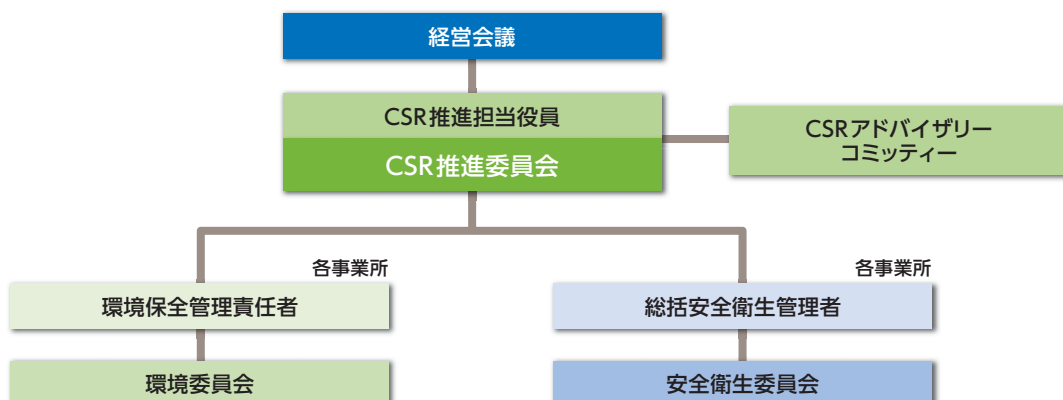 経営会議
CSR推進担当役員
CSR推進委員会
CSRアドバイザリー
コミッティー
各事業所
環境保全管理責任者
環境委員会
各事業所
総括安全衛生管理者
安全衛生委員会